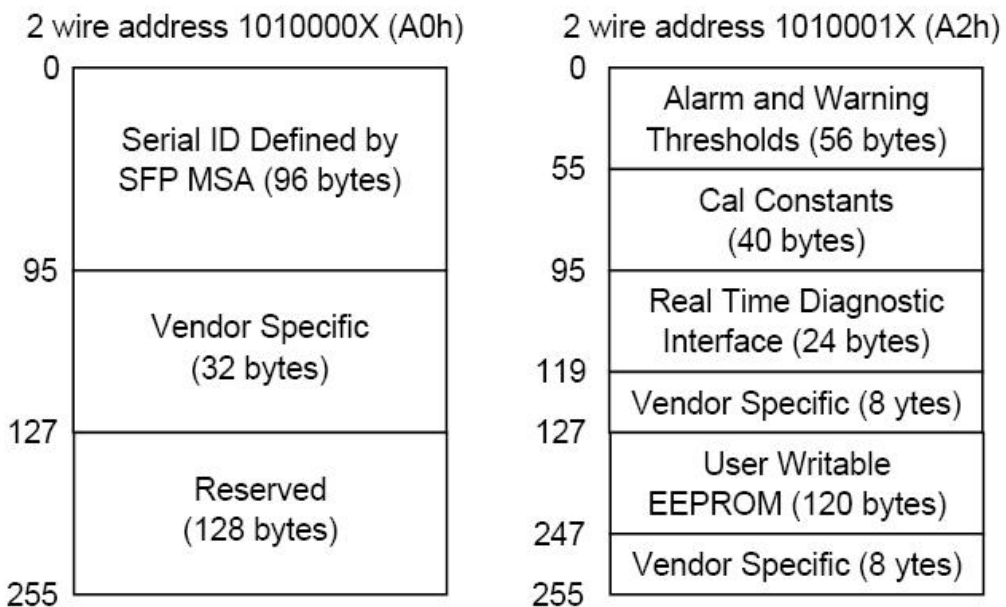 2 wire address 1010000X (A0h)
0
Serial ID Defined by
SFP MSA (96 bytes)
95
Vendor Specific
(32 bytes)
127
Reserved
(128 bytes)
255
2 wire address 1010001X (A2h)
0
Alarm and Warning
Thresholds (56 bytes)
55
Cal Constants
(40 bytes)
95
Real Time Diagnostic
Interface (24 bytes)
119
Vendor Specific (8 ytes)
127
User Writable
EEPROM (120 bytes)
247
Vendor Specific (8 ytes)
255